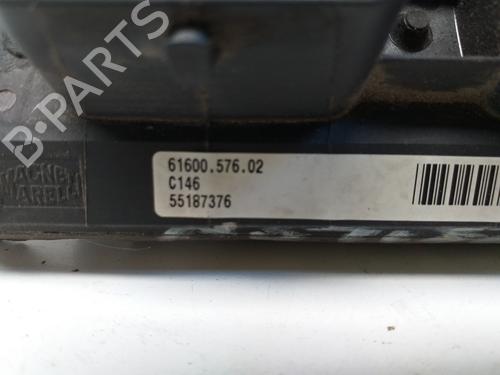 B-PARTS
MAGNETI
MARELLI
61600.576.02
C146
55187376